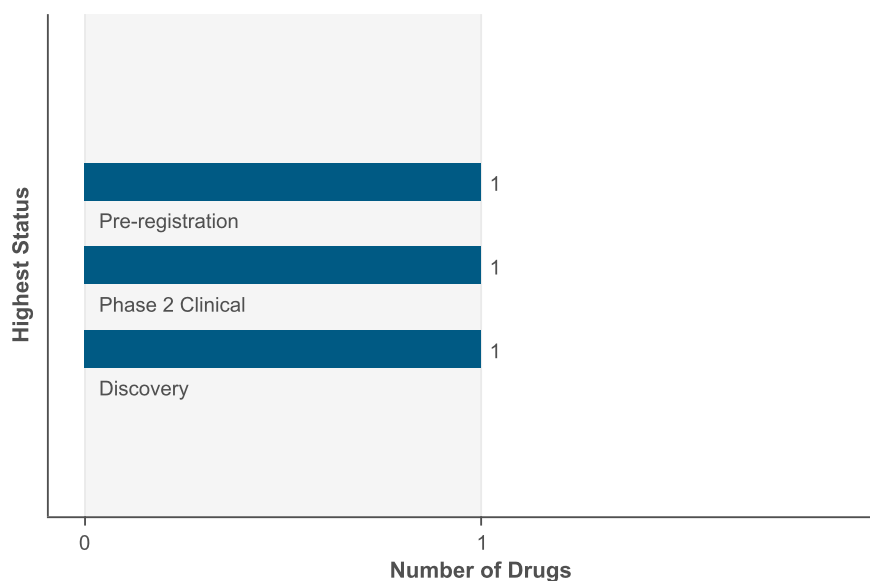 Highest Status
1
Pre-registration
1
Phase 2 Clinical
1
Discovery
0
1
Number of Drugs